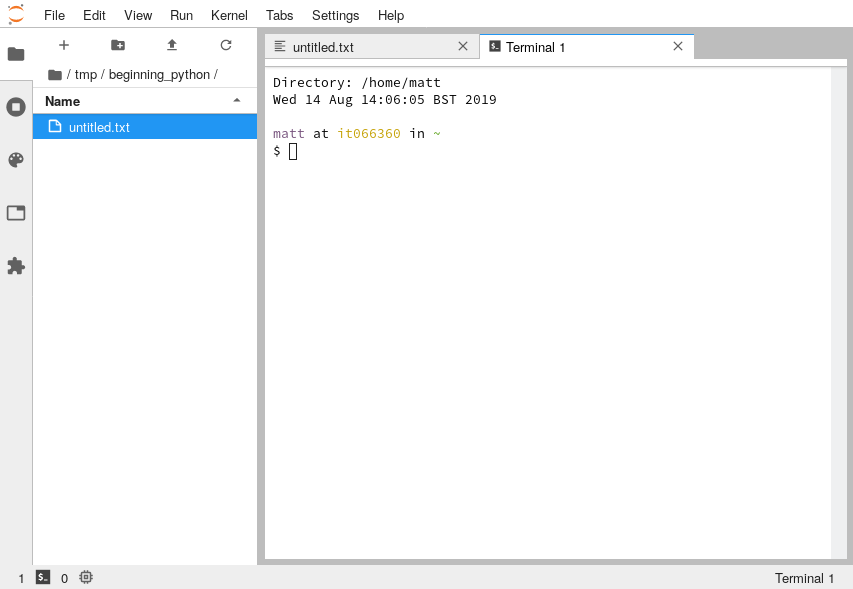 File Edit View Run Kernel Tabs Settings Help
/ tmp / beginning_python /
Name
untitled.txt
untitled.txt
Terminal 1
Directory: /home/matt
Wed 14 Aug 14:06:05 BST 2019
matt at it066360 in ~
$
1 $_ 0
Terminal 1